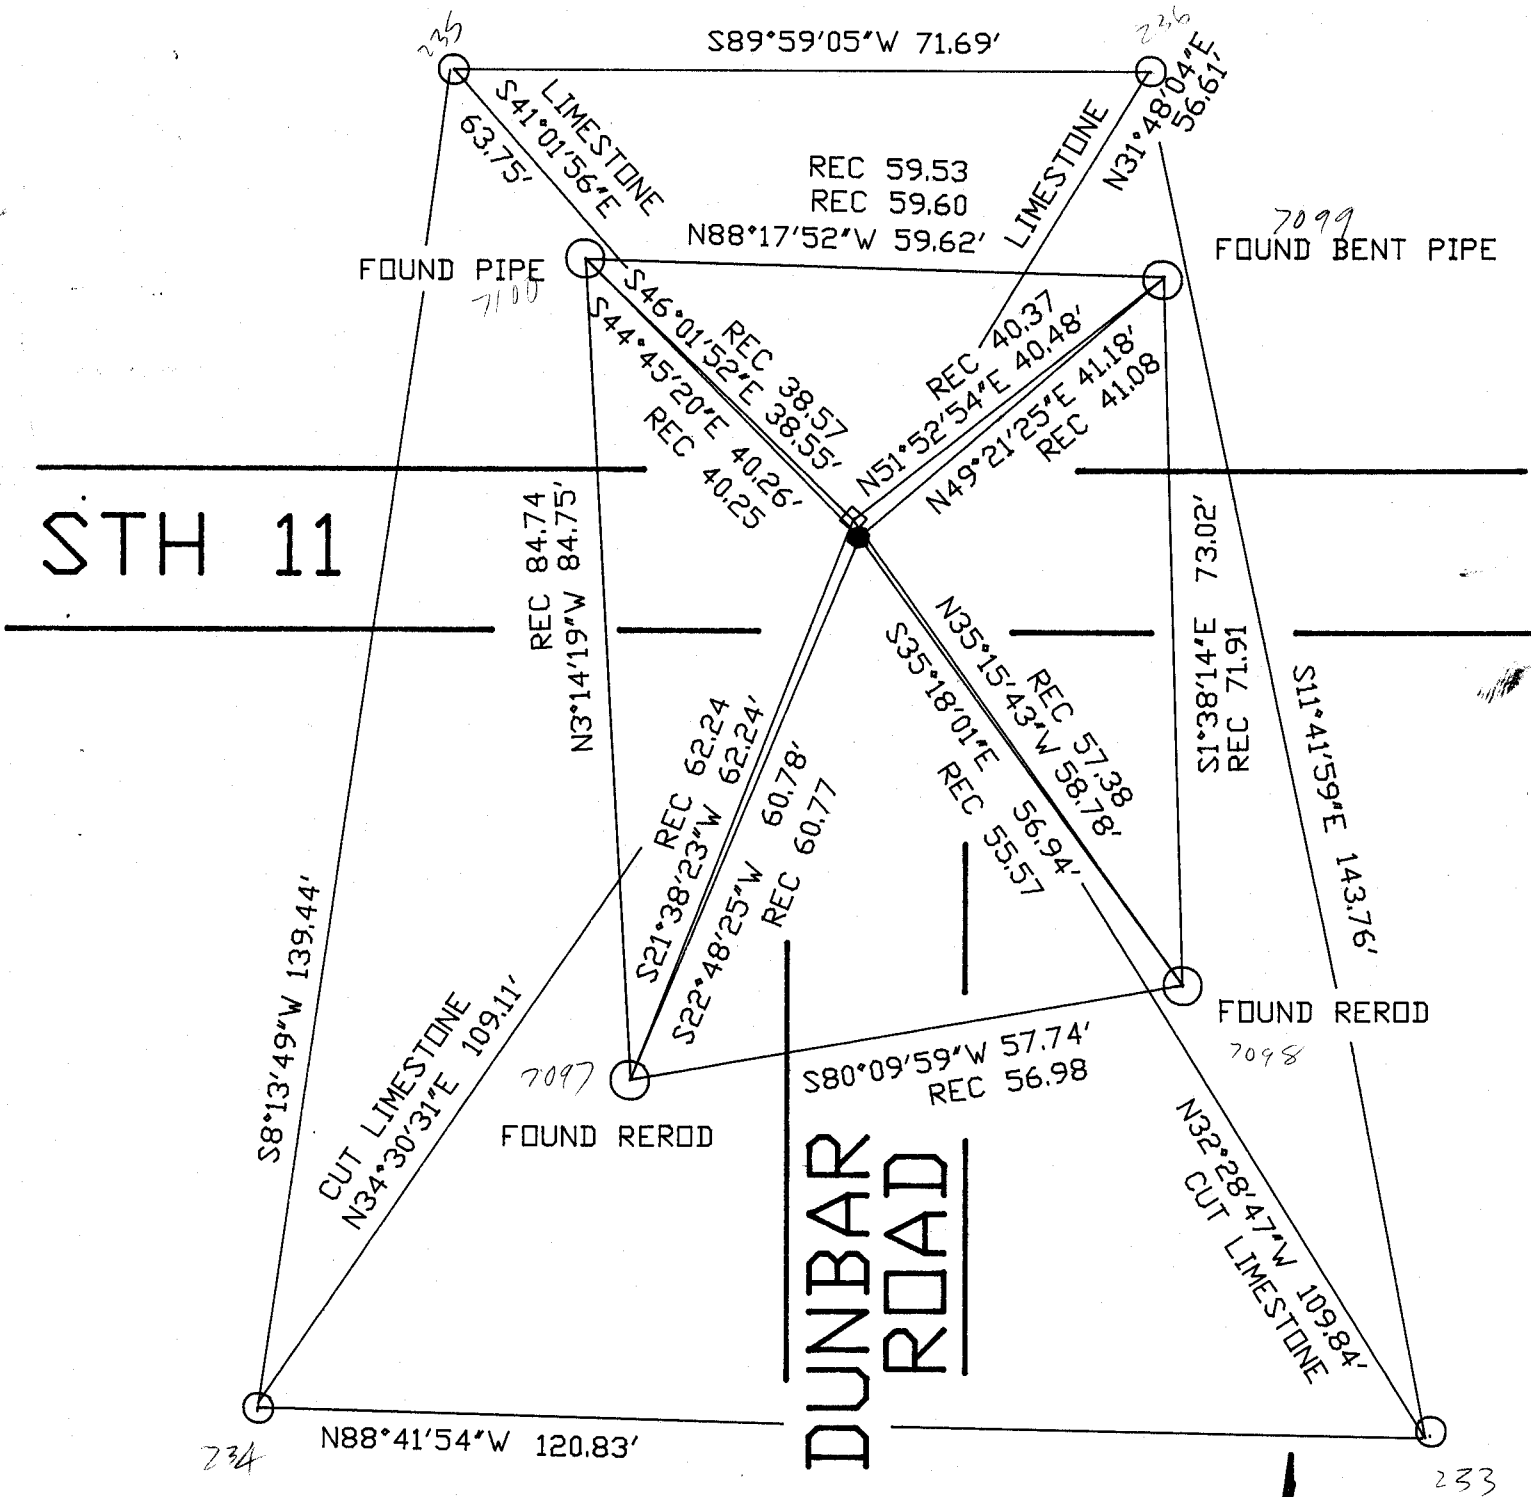 235
236
S89°59'05"W 71.69'
LIMESTONE
S41°01'56"E
63.75'
LIMESTONE
N31°48'04"E
56.61'
REC 59.53
REC 59.60
N88°17'52"W 59.62'
7099
FOUND BENT PIPE
FOUND PIPE
7100
REC 38.57
S46°01'52"E 38.55'
S44°45'20"E 40.26'
REC 40.25
REC 40.37
N51°52'54"E 40.48'
N49°21'25"E 41.18'
REC 41.08
STH 11
REC 84.74
N3°14'19"W 84.75'
S1°38'14"E 73.02'
REC 71.91
S11°41'59"E 143.76'
REC 62.24
S21°38'23"W 62.24'
S22°48'25"W 60.78'
REC 60.77
REC 57.38
N35°15'43"W 58.78'
S35°18'01"E 56.94'
REC 55.57
S8°13'49"W 139.44'
CUT LIMESTONE
N34°30'31"E 109.11'
7097
FOUND REROD
S80°09'59"W 57.74'
REC 56.98
FOUND REROD
7098
N32°28'47"W 109.84'
CUT LIMESTONE
DUNBAR
ROAD
N88°41'54"W 120.83'
234
233